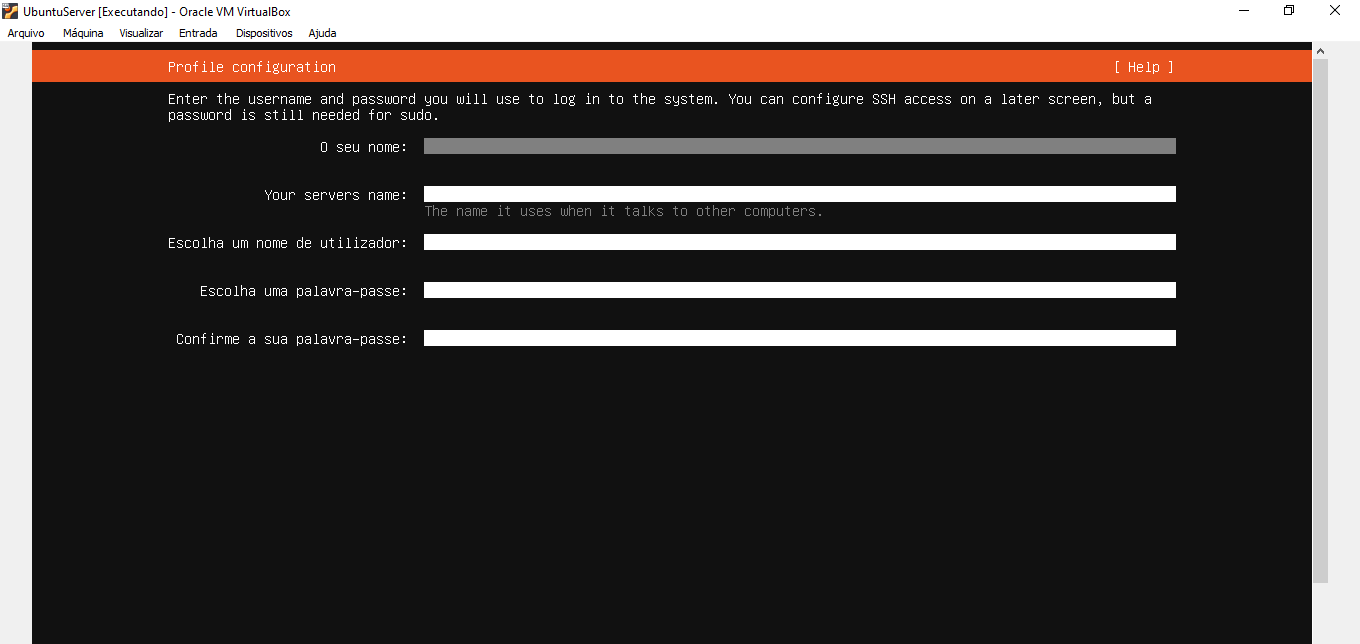 UbuntuServer [Executando] - Oracle VM VirtualBox
Arquivo Máquina Visualizar Entrada Dispositivos Ajuda
Profile configuration [ Help ]
Enter the username and password you will use to log in to the system. You can configure SSH access on a later screen, but a
password is still needed for sudo.
O seu nome:
Your servers name:
The name it uses when it talks to other computers.
Escolha um nome de utilizador:
Escolha uma palavra-passe:
Confirme a sua palavra-passe: